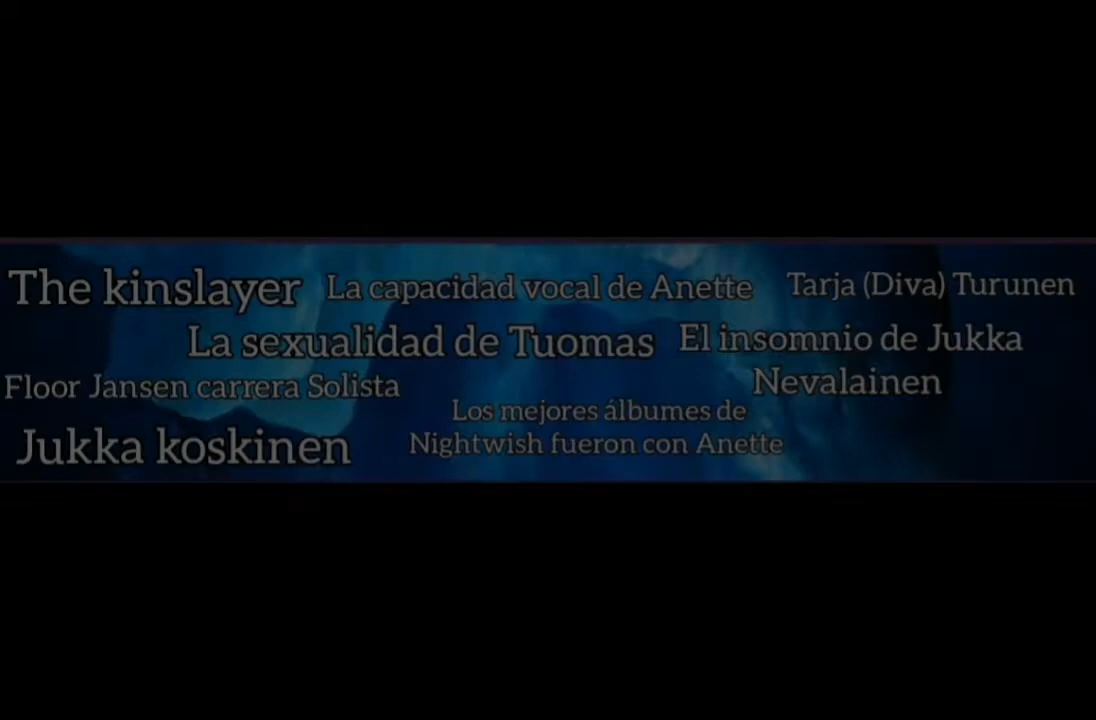 The kinslayer
La capacidad vocal de Anette
Tarja (Diva) Turunen
La sexualidad de Tuomas
El insomnio de Jukka
Nevalainen
Floor Jansen carrera Solista
Los mejores álbumes de
Nightwish fueron con Anette
Jukka koskinen